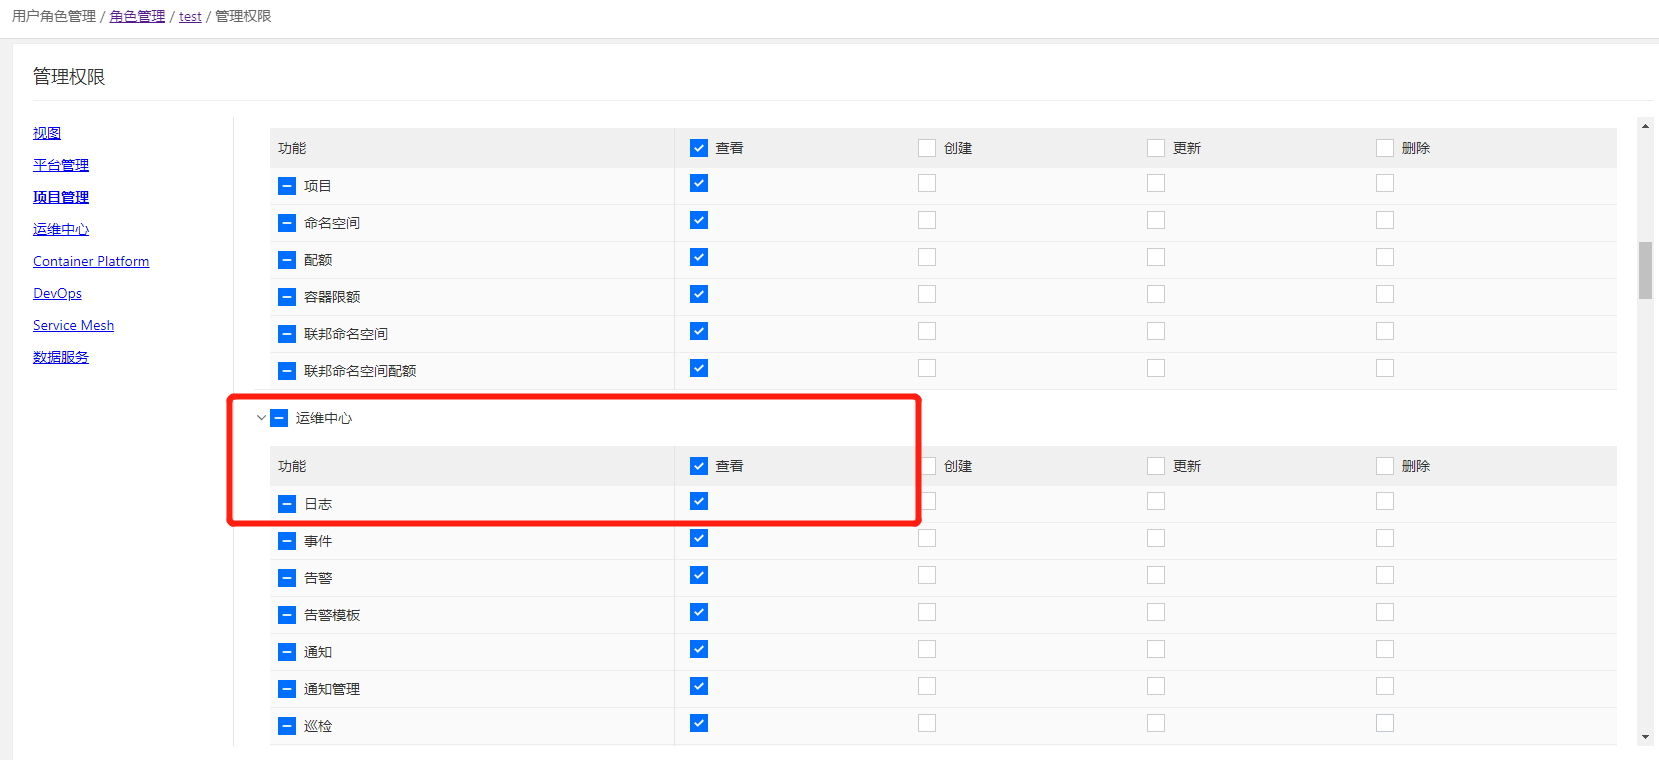 用户角色管理 / 角色管理 / test / 管理权限
管理权限
视图
平台管理
项目管理
运维中心
Container Platform
DevOps
Service Mesh
数据服务
功能 查看 创建 更新 删除
项目
命名空间
配额
容器限额
联邦命名空间
联邦命名空间配额
运维中心
功能 查看 创建 更新 删除
日志
事件
告警
告警模板
通知
通知管理
巡检